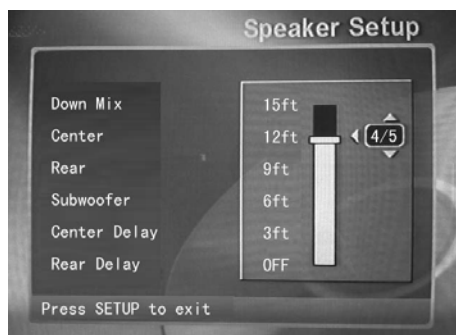 Speaker Setup
Down Mix
Center
Rear
Subwoofer
Center Delay
Rear Delay
15ft
12ft
9ft
6ft
3ft
OFF
4/5
Press SETUP to exit